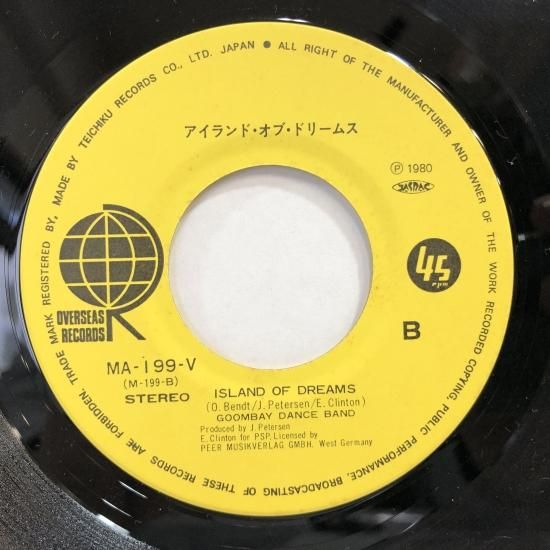 TRADE MARK REGISTERED BY, MADE BY TEICHIKU RECORDS CO., LTD. JAPAN ● ALL RIGHT OF THE MANUFACTURER AND OWNER OF THE WORK RECORDED COPYING, PUBLIC PERFORMANCE, BROADCASTING OF THESE RECORDS ARE FORBIDDEN.
アイランド・オブ・ドリームス
Ⓟ 1980
JASRAC
OVERSEAS
RECORDS
45
rpm
B
MA-199-V
(M-199-B)
STEREO
ISLAND OF DREAMS
(O. Bendt/J. Petersen/E. Clinton)
GOOMBAY DANCE BAND
Produced by J. Petersen
E. Clinton for PSP. Licensed by
PEER MUSIKVERLAG GMBH. West Germany